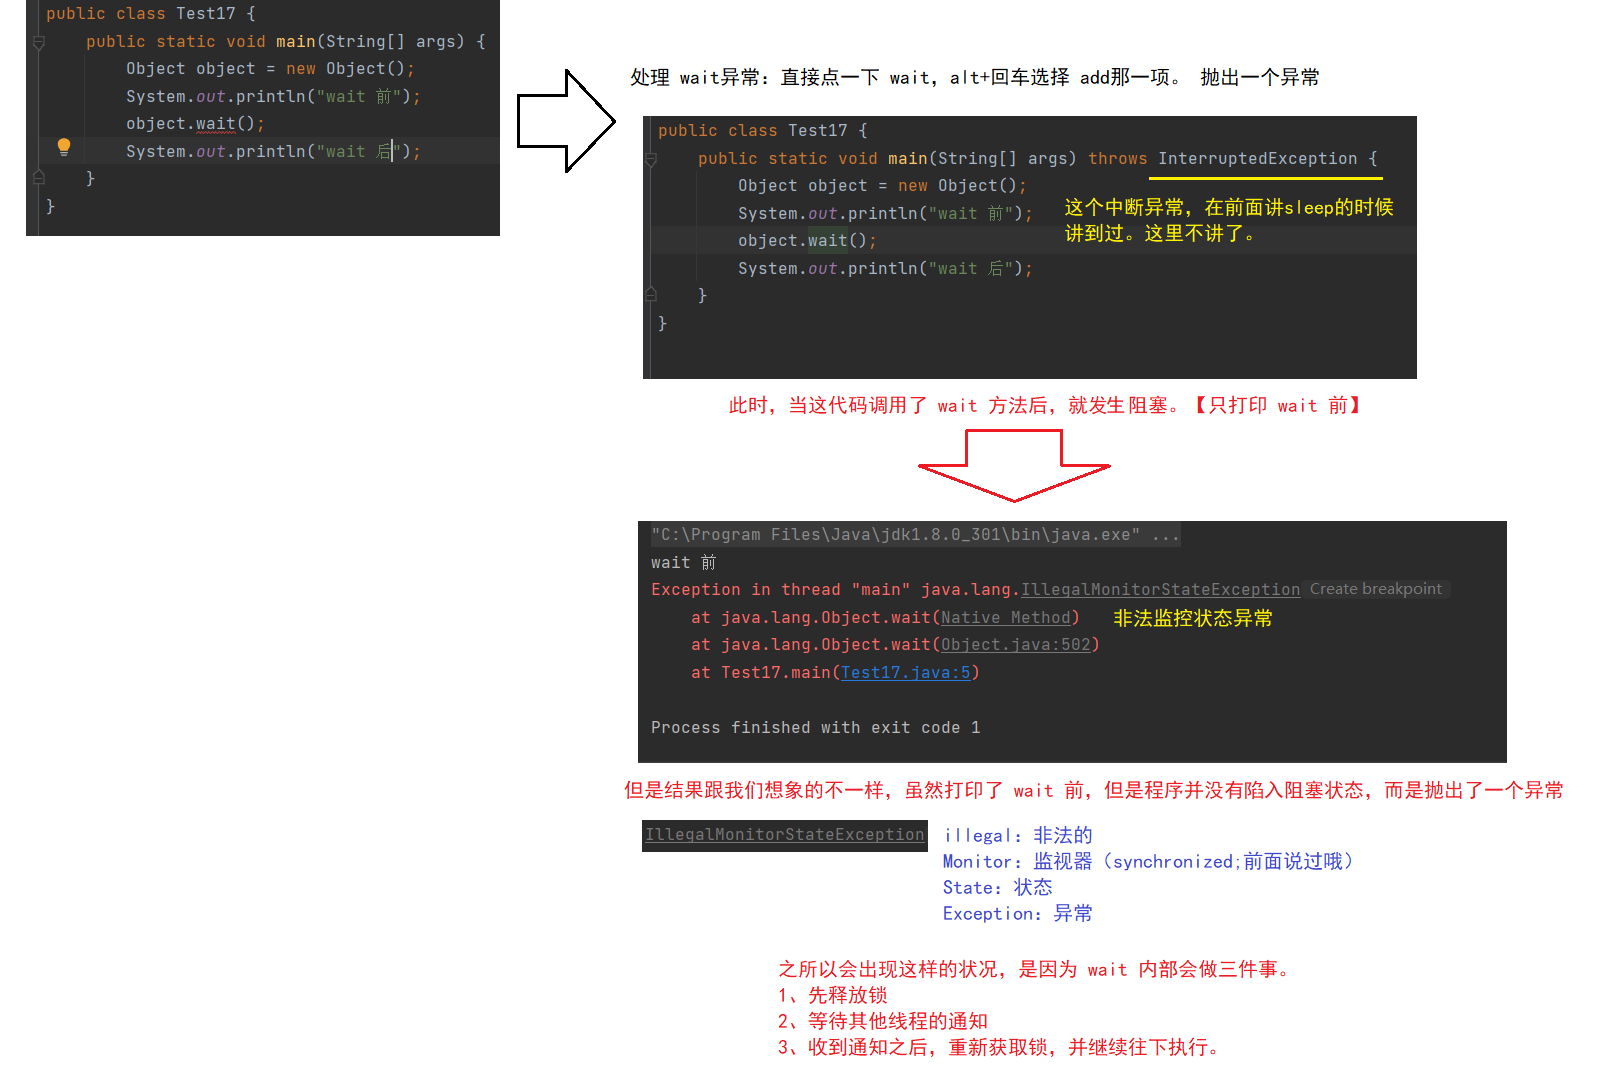 public class Test17 {
public static void main(String[] args) {
Object object = new Object();
System.out.println("wait 前");
object.wait();
System.out.println("wait 后");
}
}
处理 wait异常：直接点一下 wait，alt+回车选择 add那一项。 抛出一个异常
public class Test17 {
public static void main(String[] args) throws InterruptedException {
Object object = new Object();
System.out.println("wait 前");
object.wait();
System.out.println("wait 后");
}
}
这个中断异常，在前面讲sleep的时候
讲到过。这里不讲了。
此时，当这代码调用了 wait 方法后，就发生阻塞。【只打印 wait 前】
"C:\Program Files\Java\jdk1.8.0_301\bin\java.exe" ...
wait 前
Exception in thread "main" java.lang.IllegalMonitorStateException Create breakpoint
at java.lang.Object.wait(Native Method)
非法监控状态异常
at java.lang.Object.wait(Object.java:502)
at Test17.main(Test17.java:5)
Process finished with exit code 1
但是结果跟我们想象的不一样，虽然打印了 wait 前，但是程序并没有陷入阻塞状态，而是抛出了一个异常
IllegalMonitorStateException
illegal：非法的
Monitor：监视器（synchronized;前面说过哦）
State：状态
Exception：异常
之所以会出现这样的状况，是因为 wait 内部会做三件事。
1、先释放锁
2、等待其他线程的通知
3、收到通知之后，重新获取锁，并继续往下执行。